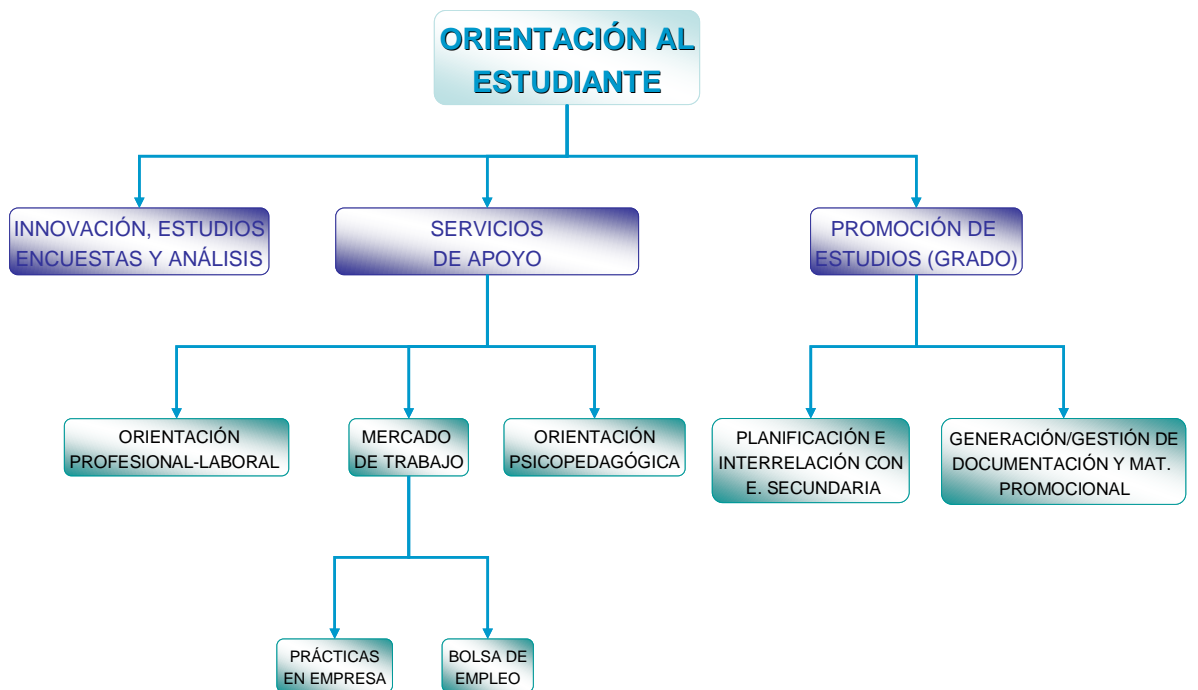 ORIENTACIÓN AL
ESTUDIANTE
INNOVACIÓN, ESTUDIOS
ENCUESTAS Y ANÁLISIS
SERVICIOS
DE APOYO
PROMOCIÓN DE
ESTUDIOS (GRADO)
ORIENTACIÓN
PROFESIONAL-LABORAL
MERCADO
DE TRABAJO
ORIENTACIÓN
PSICOPEDAGÓGICA
PLANIFICACIÓN E
INTERRELACIÓN CON
E. SECUNDARIA
GENERACIÓN/GESTIÓN DE
DOCUMENTACIÓN Y MAT.
PROMOCIONAL
PRÁCTICAS
EN EMPRESA
BOLSA DE
EMPLEO